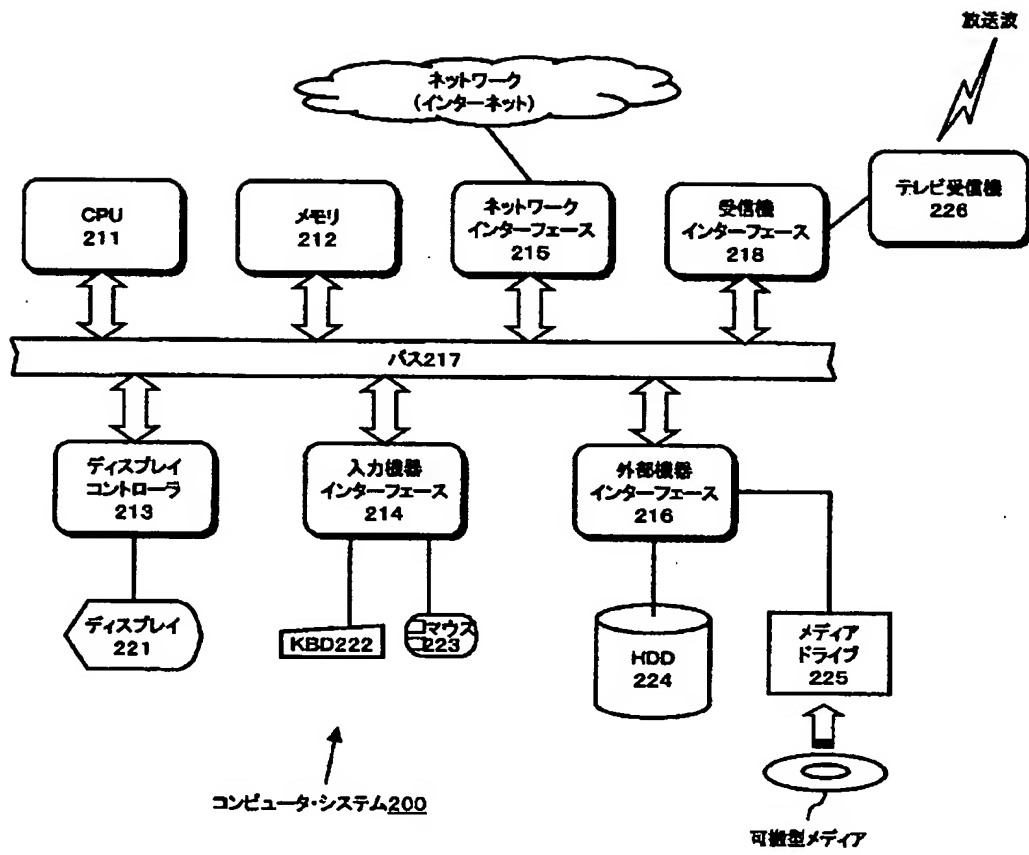 放送波
ネットワーク
(インターネット)
CPU
211
メモリ
212
ネットワーク
インターフェース
215
受信機
インターフェース
218
テレビ受信機
226
バス217
ディスプレイ
コントローラ
213
入力機器
インターフェース
214
外部機器
インターフェース
216
ディスプレイ
221
KBD222
マウス
223
HDD
224
メディア
ドライブ
225
コンピュータ・システム200
可搬型メディア